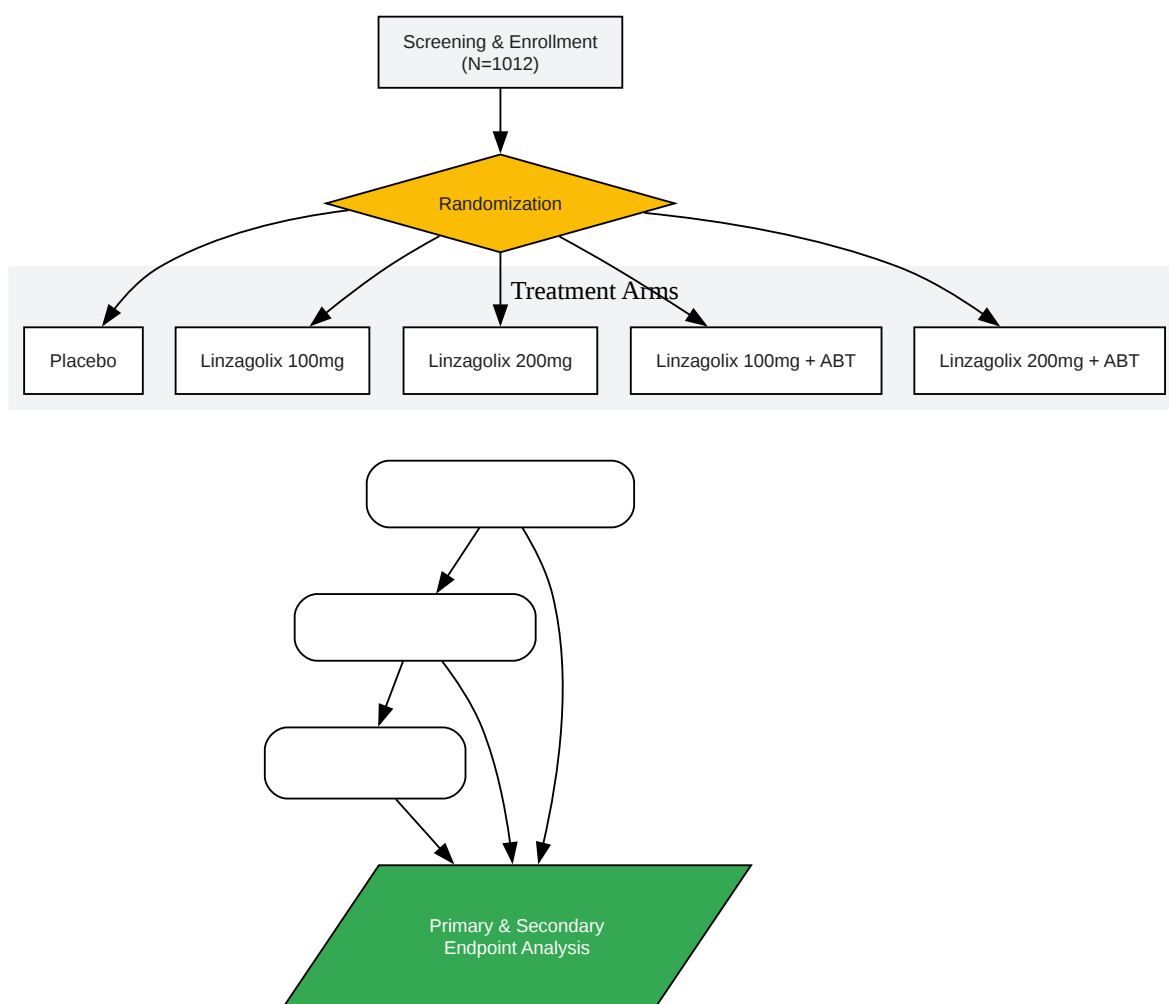 Screening & Enrollment
(N=1012)
Randomization
Treatment Arms
Placebo
Linzagolix 100mg
Linzagolix 200mg
Linzagolix 100mg + ABT
Linzagolix 200mg + ABT
Primary & Secondary
Endpoint Analysis